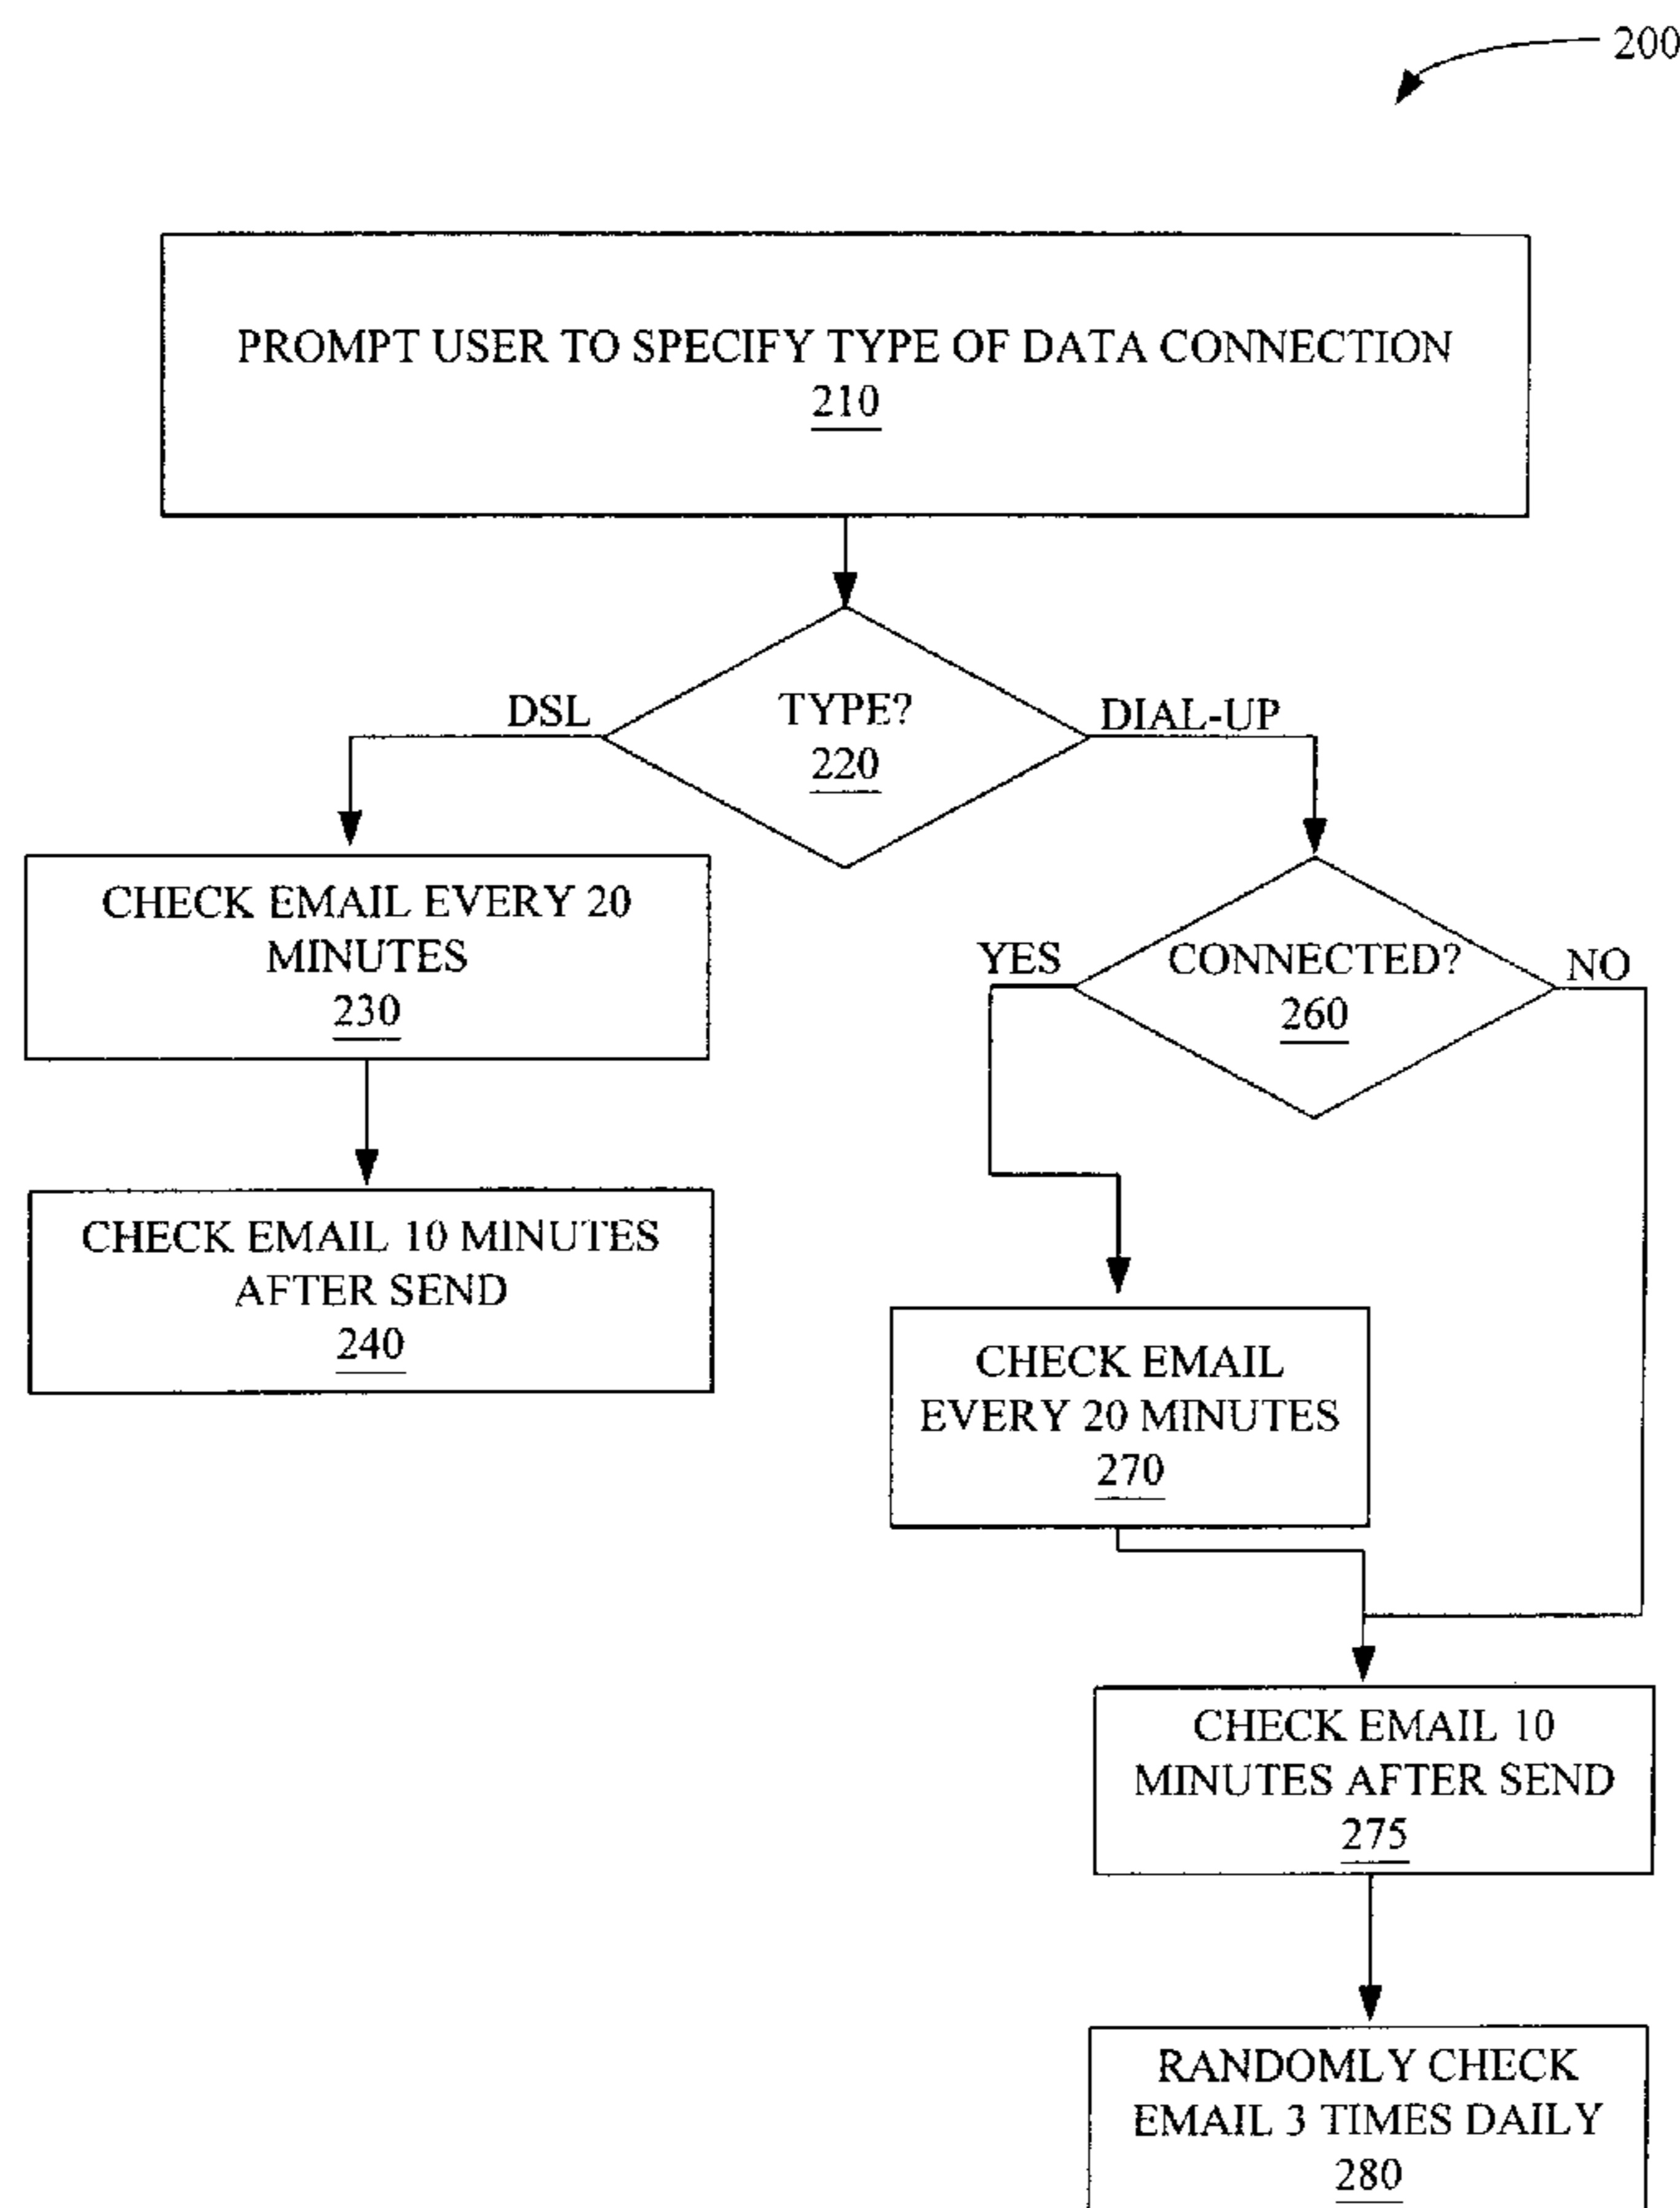 200
PROMPT USER TO SPECIFY TYPE OF DATA CONNECTION
210
DSL
TYPE?
220
DIAL-UP
CHECK EMAIL EVERY 20
MINUTES
230
YES
CONNECTED?
260
NO
CHECK EMAIL 10 MINUTES
AFTER SEND
240
CHECK EMAIL
EVERY 20 MINUTES
270
CHECK EMAIL 10
MINUTES AFTER SEND
275
RANDOMLY CHECK
EMAIL 3 TIMES DAILY
280